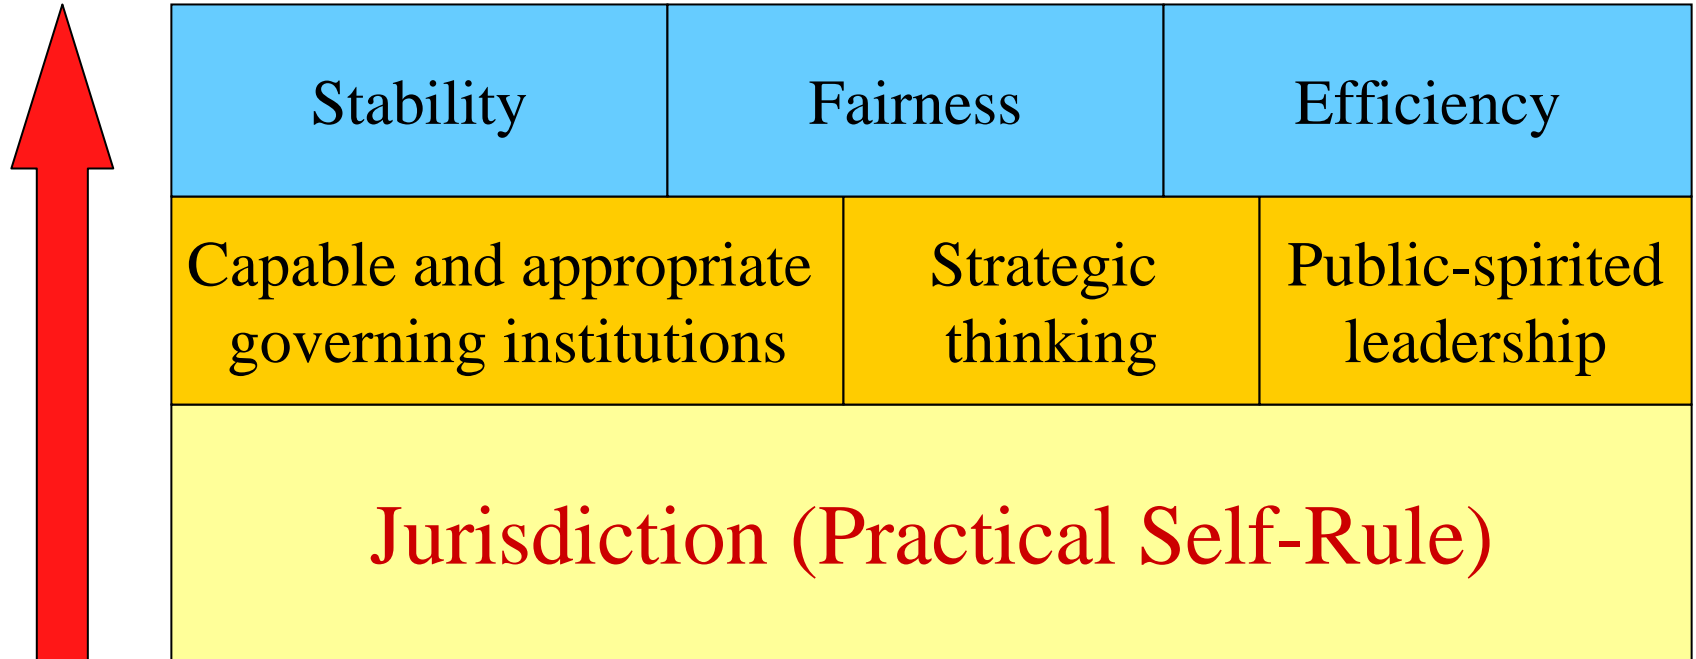 Stability
Fairness
Efficiency
Capable and appropriate
governing institutions
Strategic
thinking
Public-spirited
leadership
Jurisdiction (Practical Self-Rule)